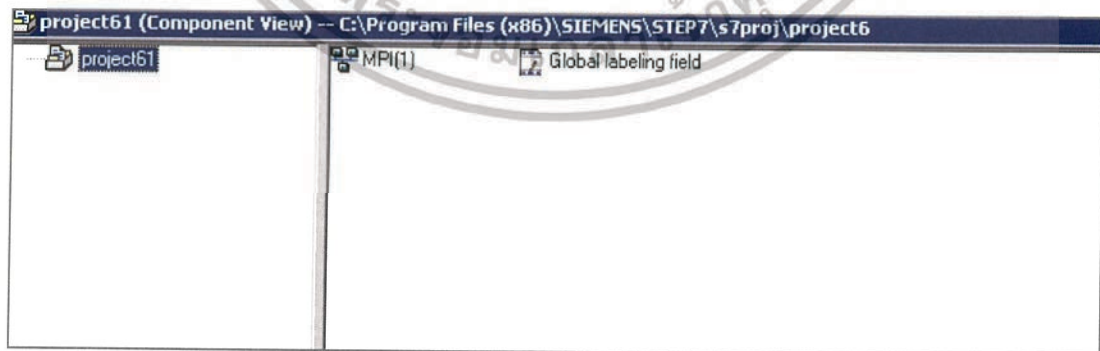 project61 (Component View) -- C:\Program Files (x86)\SIEMENS\STEP7\s7proj\project6
project61
MPI(1)
Global labeling field